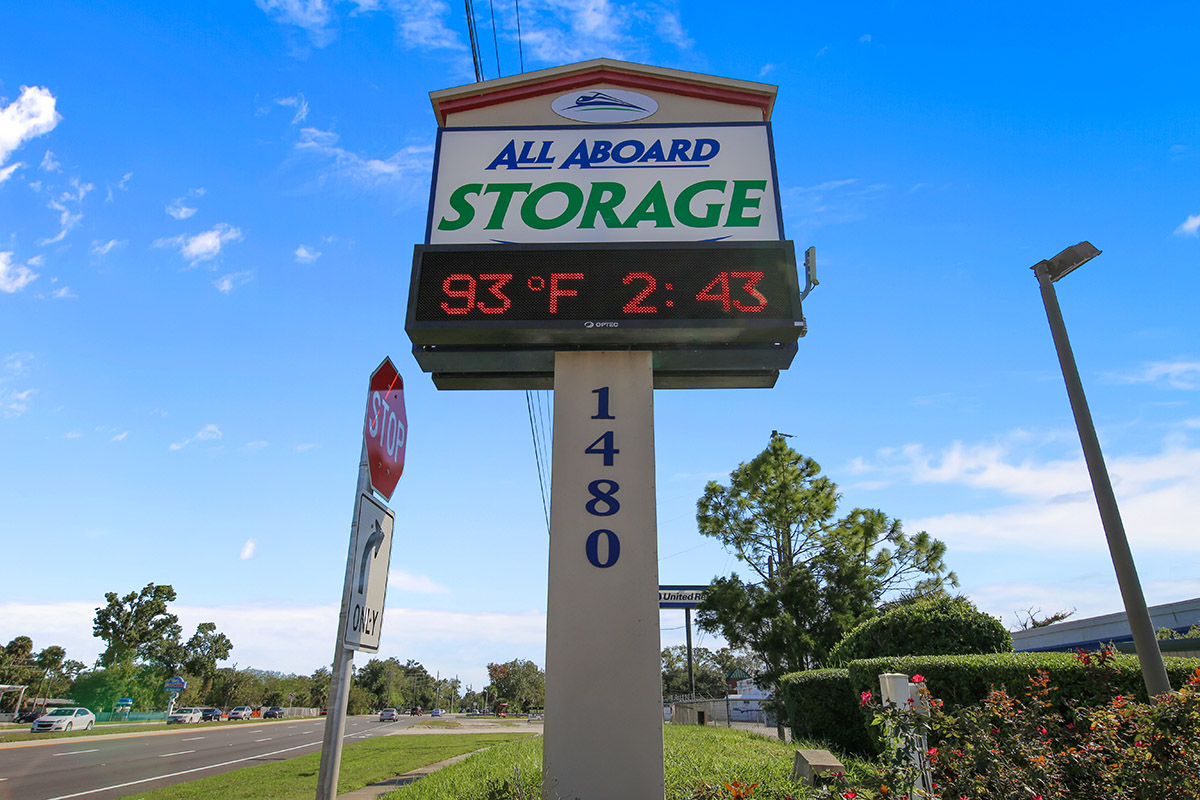 ALL ABOARD
STORAGE
93 °F 2:43
OPTEC
1
4
8
0
STOP
ONLY
United Re